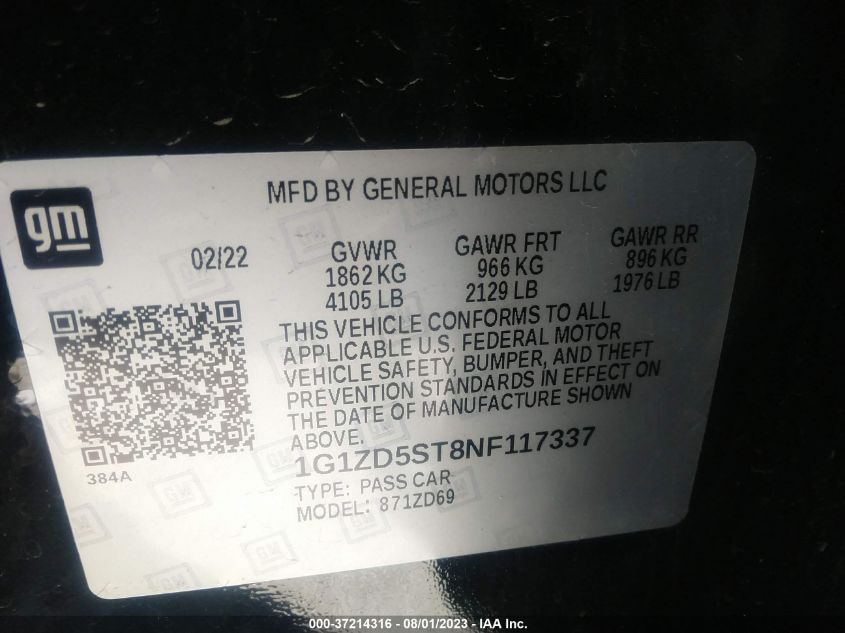 MFD BY GENERAL MOTORS LLC
gm
02/22 GVWR GAWR FRT GAWR RR
1862 KG 966 KG 896 KG
4105 LB 2129 LB 1976 LB
THIS VEHICLE CONFORMS TO ALL
APPLICABLE U.S. FEDERAL MOTOR
VEHICLE SAFETY, BUMPER, AND THEFT
PREVENTION STANDARDS IN EFFECT ON
THE DATE OF MANUFACTURE SHOWN
ABOVE.
384A
1G1ZD5ST8NF117337
TYPE: PASS CAR
MODEL: 871ZD69
000-37214316 - 08/01/2023 - IAA Inc.